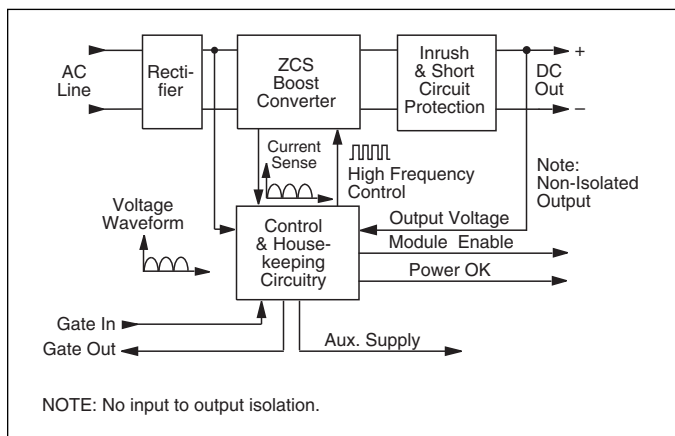 AC
Line
Recti-
fier
ZCS
Boost
Converter
Inrush
& Short
Circuit
Protection
+
DC
Out
–
Current
Sense
High Frequency
Control
Note:
Non-Isolated
Output
Voltage
Waveform
Control
& House-
keeping
Circuitry
Output Voltage
Module Enable
Power OK
Gate In
Gate Out
Aux. Supply
NOTE: No input to output isolation.